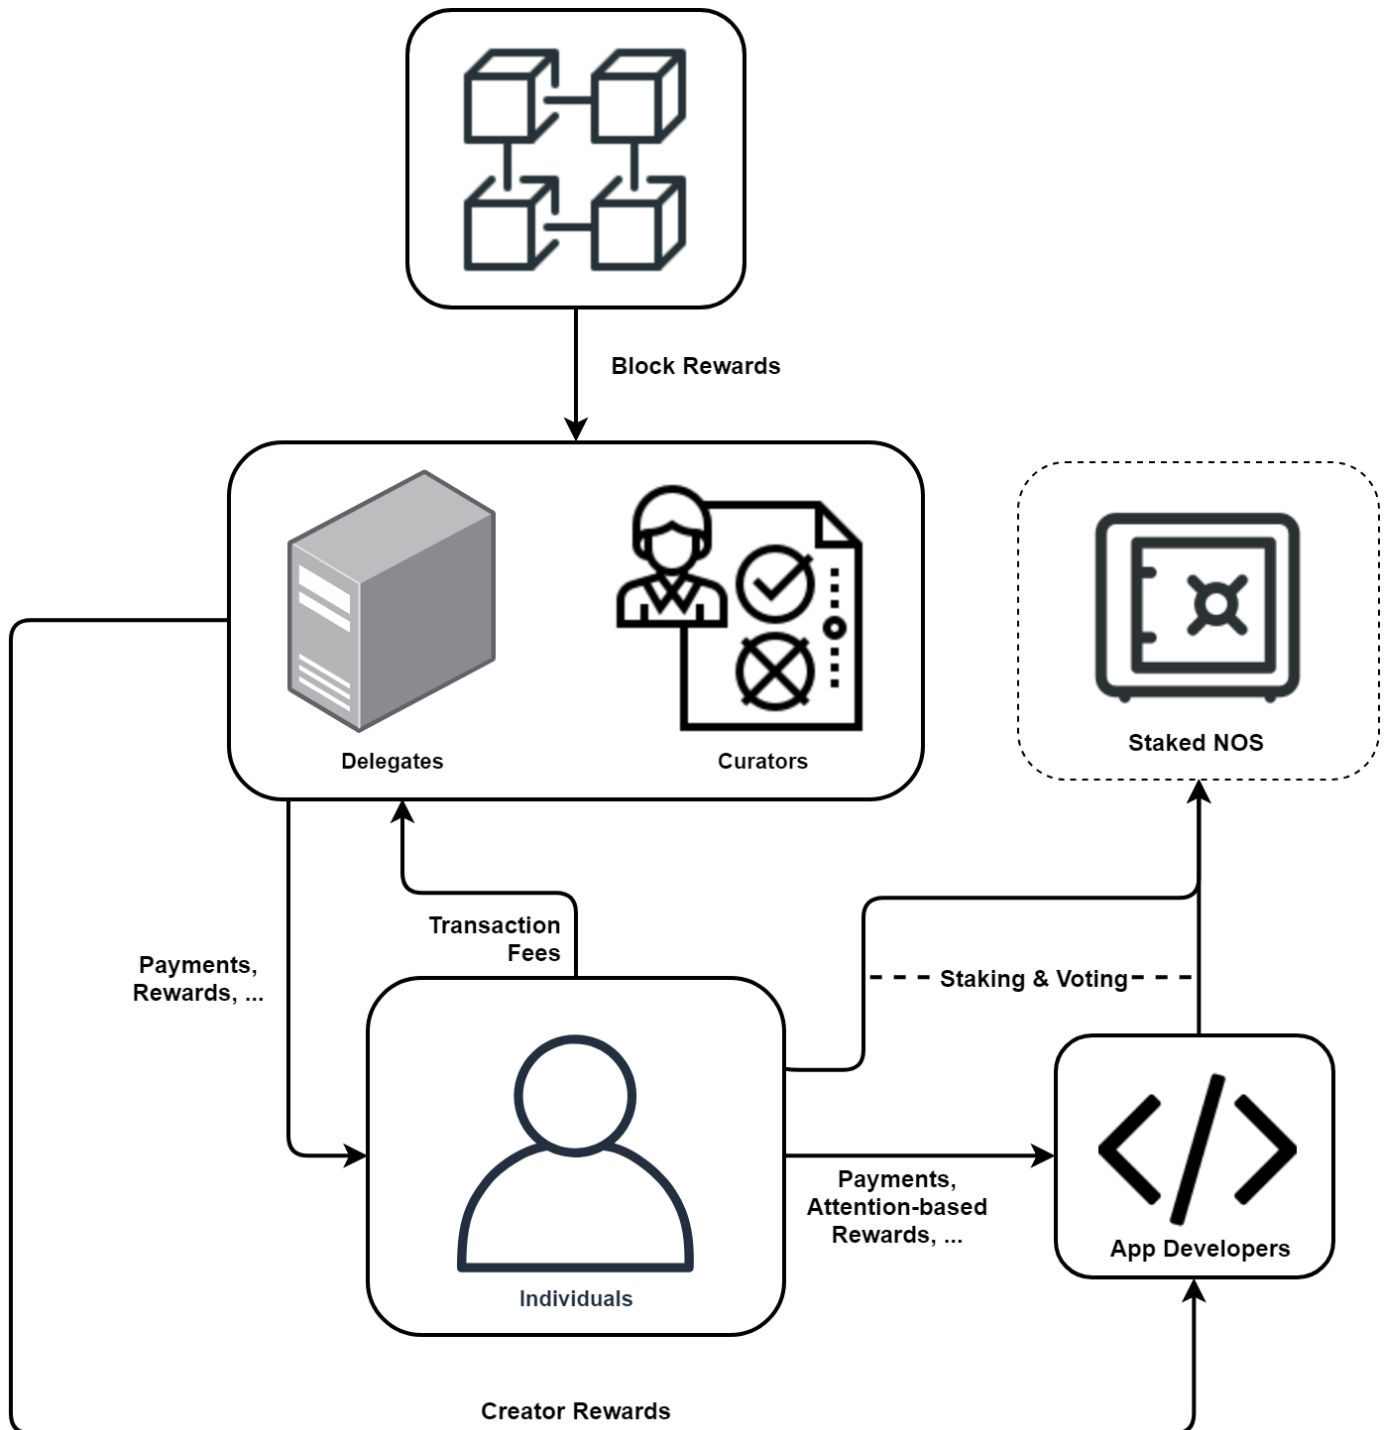 Block Rewards
Delegates
Curators
Staked NOS
Transaction
Fees
Payments,
Rewards, ...
Staking & Voting
Payments,
Attention-based
Rewards, ...
App Developers
Individuals
Creator Rewards